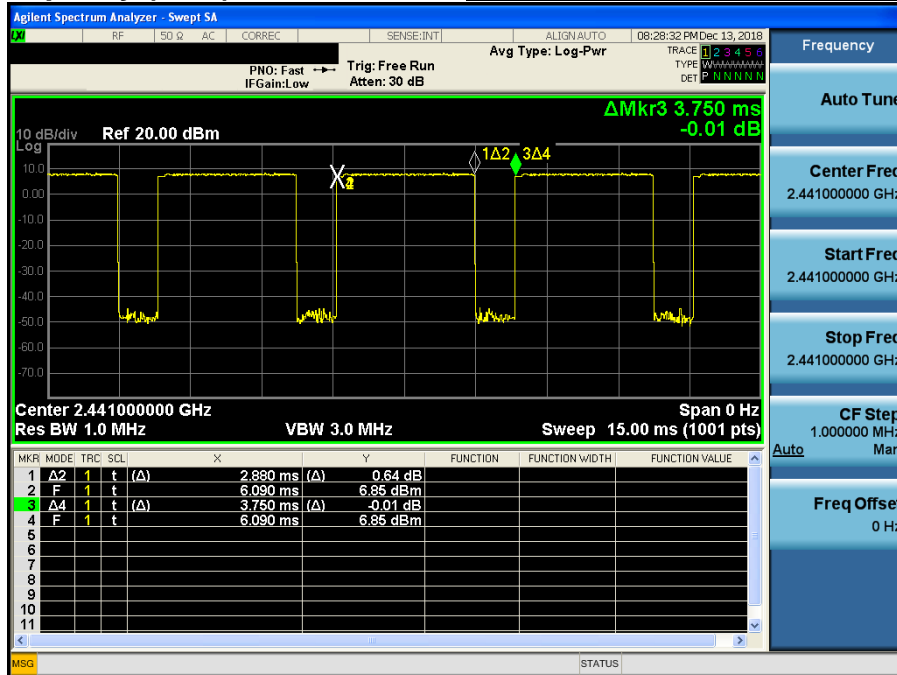 Agilent Spectrum Analyzer - Swept SA
LXI RF 50 Ω AC CORREC SENSE:INT ALIGN AUTO 08:28:32 PM Dec 13, 2018
PNO: Fast
IFGain:Low
Trig: Free Run
Atten: 30 dB
Avg Type: Log-Pwr
TRACE 1 2 3 4 5 6
TYPE
DET P N N N N N
ΔMkr3 3.750 ms
-0.01 dB
10 dB/div Ref 20.00 dBm
Log
1Δ2 3Δ4
10.0
0.00
-10.0
-20.0
-30.0
-40.0
-50.0
-60.0
-70.0
Center 2.441000000 GHz Span 0 Hz
Res BW 1.0 MHz VBW 3.0 MHz Sweep 15.00 ms (1001 pts)
MKR MODE TRC SCL X Y FUNCTION FUNCTION WIDTH FUNCTION VALUE
1 Δ2 1 t (Δ) 2.880 ms (Δ) 0.64 dB
2 F 1 t 6.090 ms 6.85 dBm
3 Δ4 1 t (Δ) 3.750 ms (Δ) -0.01 dB
4 F 1 t 6.090 ms 6.85 dBm
5
6
7
8
9
10
11
MSG STATUS
Frequency
Auto Tune
Center Freq
2.441000000 GHz
Start Freq
2.441000000 GHz
Stop Freq
2.441000000 GHz
CF Step
1.000000 MHz
Auto Man
Freq Offset
0 Hz